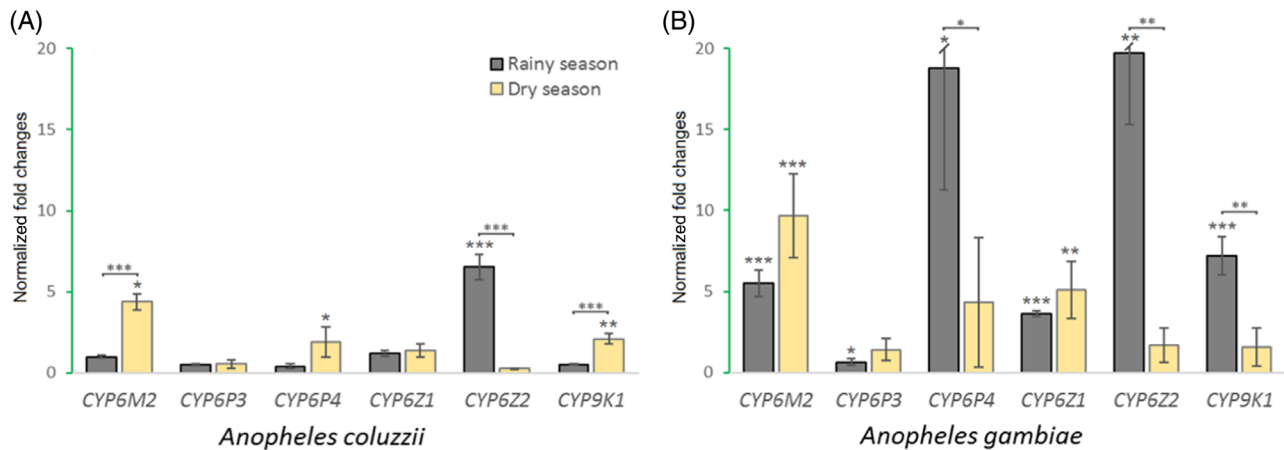 (A)
Normalized fold changes
20
15
10
5
0
Rainy season
Dry season
***
*
*
***
***
***
**
CYP6M2 CYP6P3 CYP6P4 CYP6Z1 CYP6Z2 CYP9K1
Anopheles coluzzii
(B)
Normalized fold changes
20
15
10
5
0
***
***
*
*
*
***
**
**
**
***
**
CYP6M2 CYP6P3 CYP6P4 CYP6Z1 CYP6Z2 CYP9K1
Anopheles gambiae